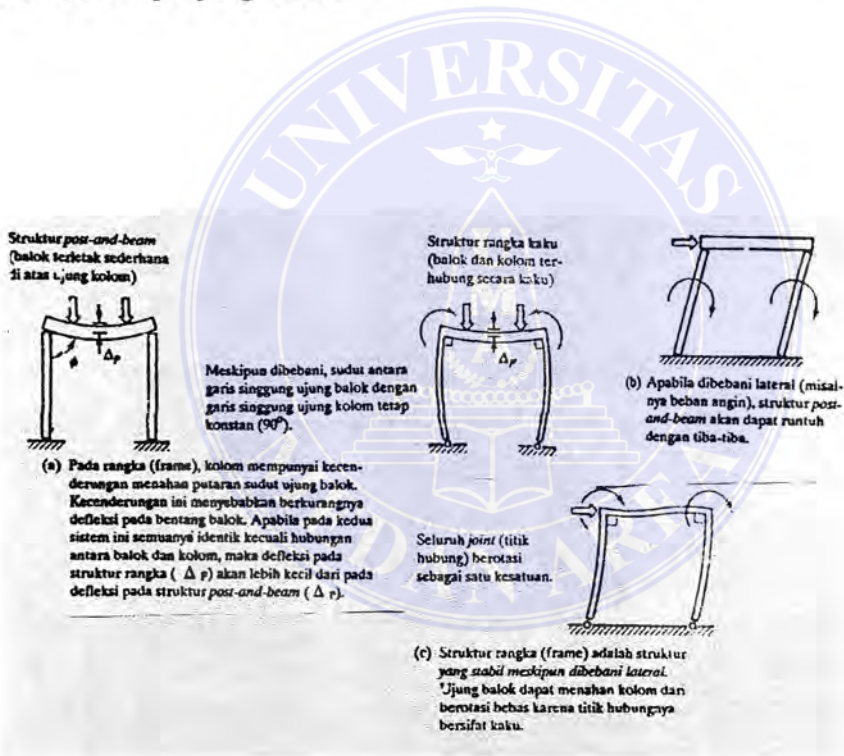 UNIVERSITAS
MEDAN AREA
Struktur post-and-beam
(balok terletak sederhana
di atas ujung kolom)
ϕ
Δp
Meskipun dibebani, sudut antara
garis singgung ujung balok dengan
garis singgung ujung kolom tetap
konstan (90°).
(a) Pada rangka (frame), kolom mempunyai kecen-
derungan menahan putaran sudut ujung balok.
Kecenderungan ini menyebabkan berkurangnya
defleksi pada bentang balok. Apabila pada kedua
sistem ini semuanya identik kecuali hubungan
antara balok dan kolom, maka defleksi pada
struktur rangka ( Δ F) akan lebih kecil dari pada
defleksi pada struktur post-and-beam ( Δ P).
Struktur rangka kaku
(balok dan kolom ter-
hubung secara kaku)
ΔF
(b) Apabila dibebani lateral (misal-
nya beban angin), struktur post-
and-beam akan dapat runtuh
dengan tiba-tiba.
Seluruh joint (titik
hubung) berotasi
sebagai satu kesatuan.
(c) Struktur rangka (frame) adalah struktur
yang stabil meskipun dibebani lateral.
Ujung balok dapat menahan kolom dari
berotasi bebas karena titik hubungnya
bersifat kaku.